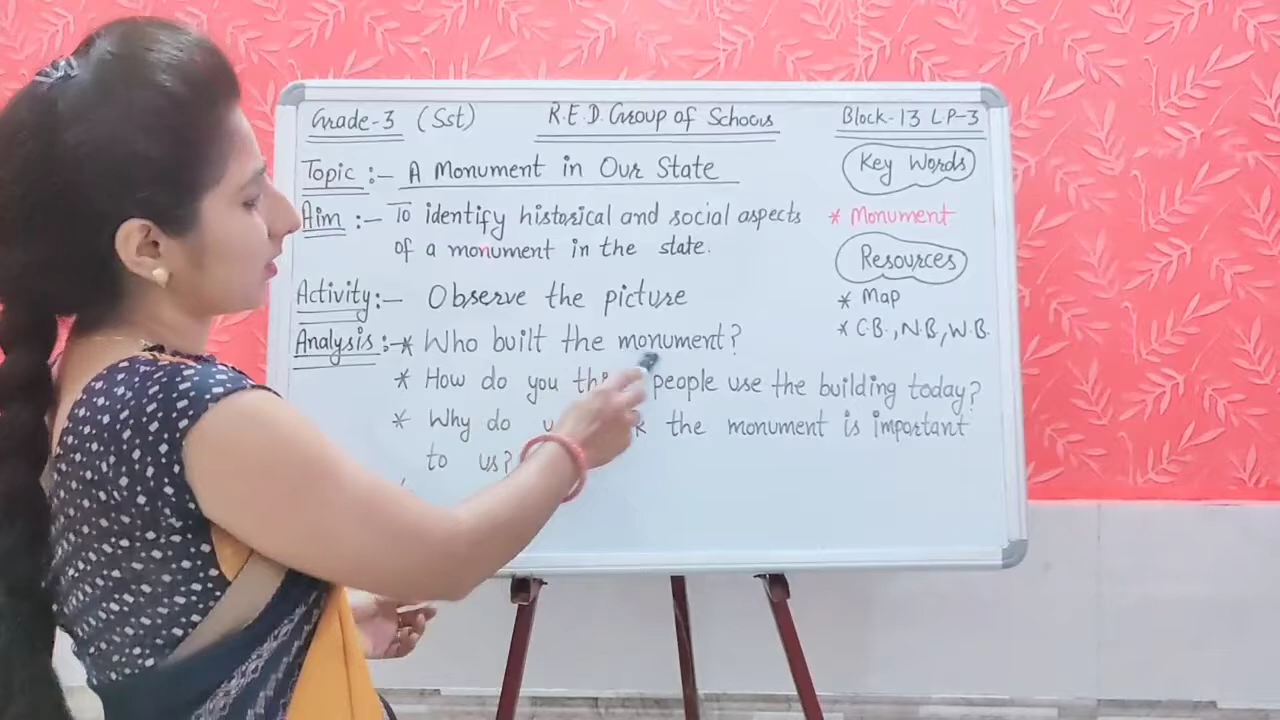 Grade-3 (Sst)
R.E.D. Group of Schools
Block-13 LP-3
Topic :- A Monument in Our State
Key Words
Aim :- To identify historical and social aspects
of a monument in the state.
* Monument
Resources
Activity:- Observe the picture
* Map
Analysis:-* Who built the monument?
* C.B., N.B., W.B.
* How do you people use the building today?
* Why do the monument is important
to us?